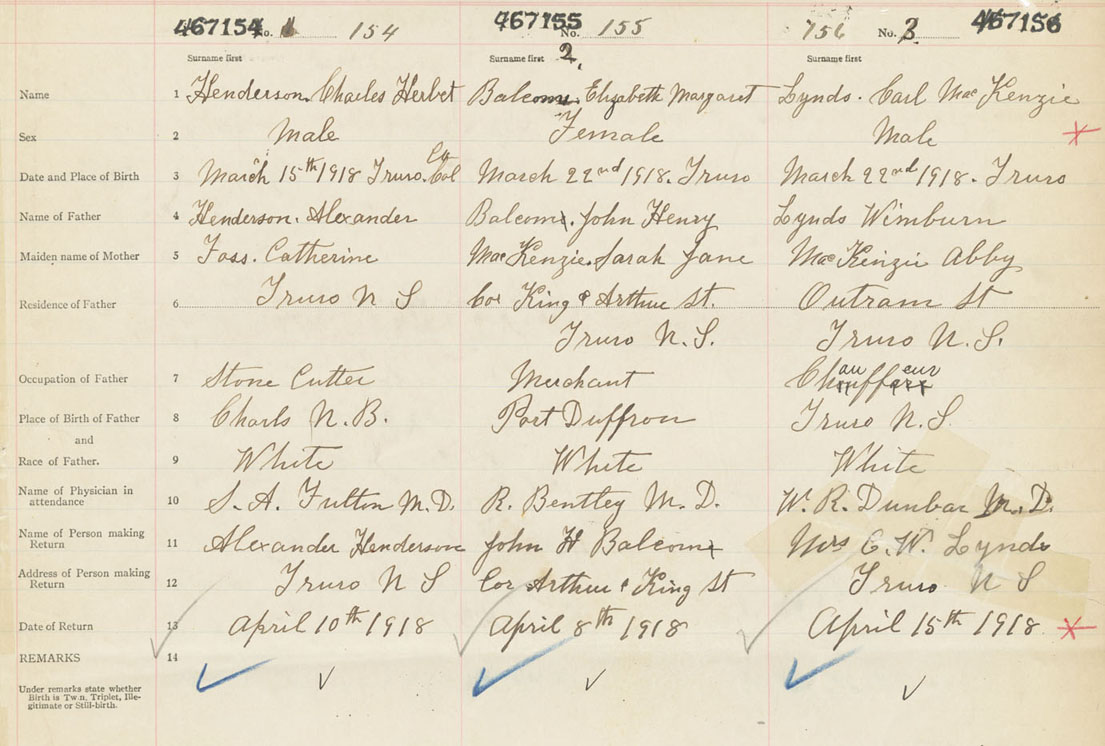 467154 No. 154 467155 No. 155 156 No. 3 467156
Surname first Surname first 2, Surname first
Name 1 Henderson. Charles Herbet Balcom. Elizabeth Margaret Lynds. Carl MacKenzie
Sex 2 Male Female Male
Date and Place of Birth 3 March 15th 1918 Truro. Col March 22nd 1918. Truro March 22nd 1918. Truro
Name of Father 4 Henderson. Alexander Balcom. John Henry Lynds Wimburn
Maiden name of Mother 5 Foss. Catherine MacKenzie. Sarah Jane MacKinzie Abby
Residence of Father 6 Truro N S Cor King & Arthur St. Outram St
Truro N.S. Truro N.S.
Occupation of Father 7 Stone Cutter Merchant Chauffeur
Place of Birth of Father 8 Charls N.B. Port Duffron Truro N.S.
and
Race of Father. 9 White White White
Name of Physician in
attendance 10 S. A. Fulton M.D. R. Bentley M.D. W. R. Dunbar M.D.
Name of Person making
Return 11 Alexander Henderson John H Balcom Mrs C. W. Lynds
Address of Person making
Return 12 Truro N S Cor Arthur & King St Truro N S
Date of Return 13 April 10th 1918 April 8th 1918 April 15th 1918
REMARKS 14
Under remarks state whether
Birth is Twin, Triplet, Ille-
gitimate or Still-birth.